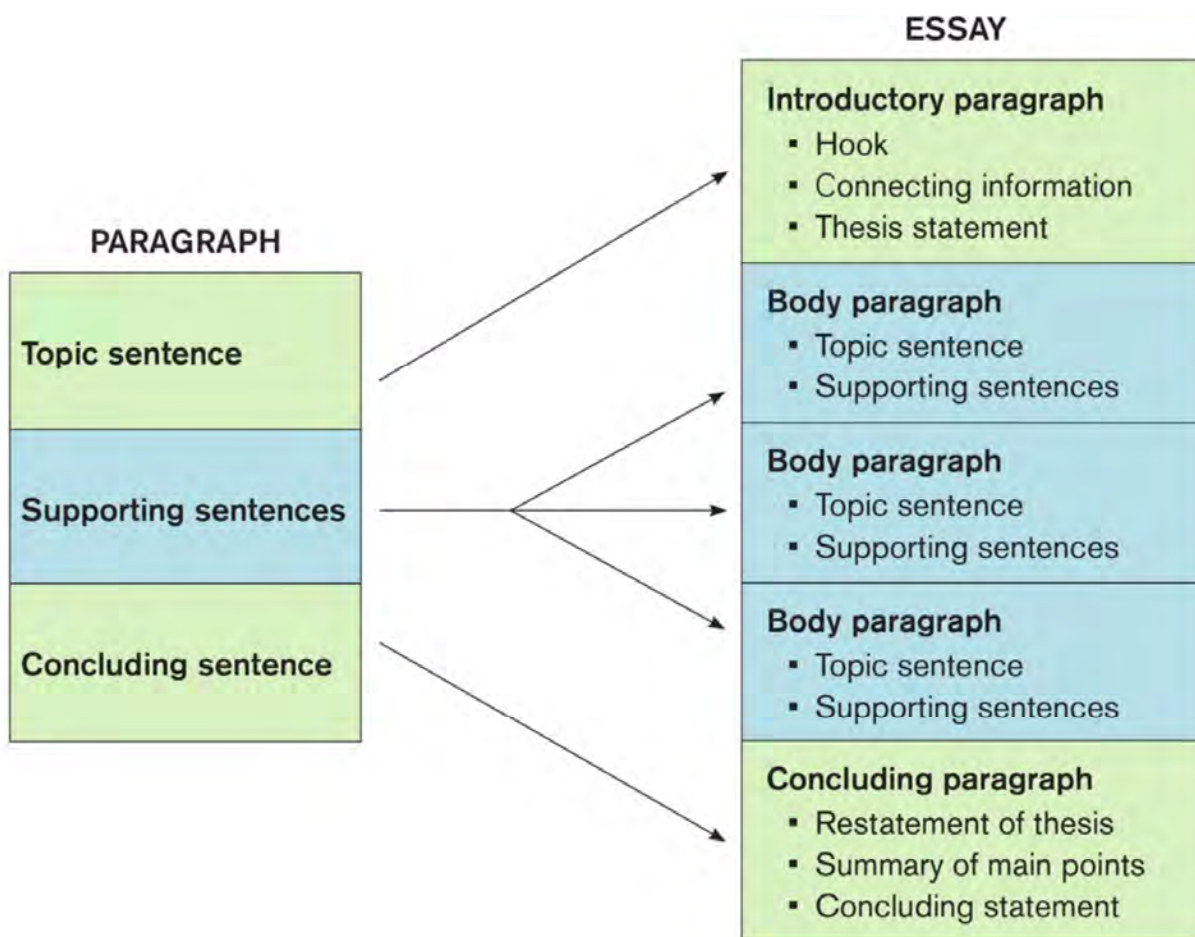 PARAGRAPH
Topic sentence
Supporting sentences
Concluding sentence
ESSAY
Introductory paragraph
▪ Hook
▪ Connecting information
▪ Thesis statement
Body paragraph
▪ Topic sentence
▪ Supporting sentences
Body paragraph
▪ Topic sentence
▪ Supporting sentences
Body paragraph
▪ Topic sentence
▪ Supporting sentences
Concluding paragraph
▪ Restatement of thesis
▪ Summary of main points
▪ Concluding statement